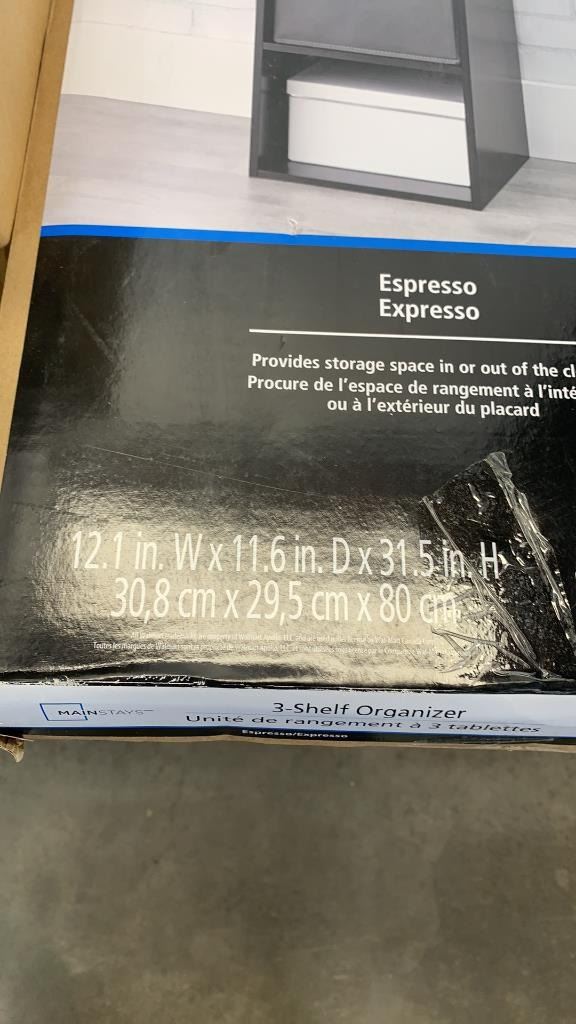 Espresso
Expresso
Provides storage space in or out of the cl
Procure de l'espace de rangement à l'inté
ou à l'extérieur du placard
12.1 in. W x 11.6 in. D x 31.5 in. H
30,8 cm x 29,5 cm x 80 cm
MAINSTAYS
3-Shelf Organizer
Unité de rangement à 3 tablettes
Espresso/Expresso